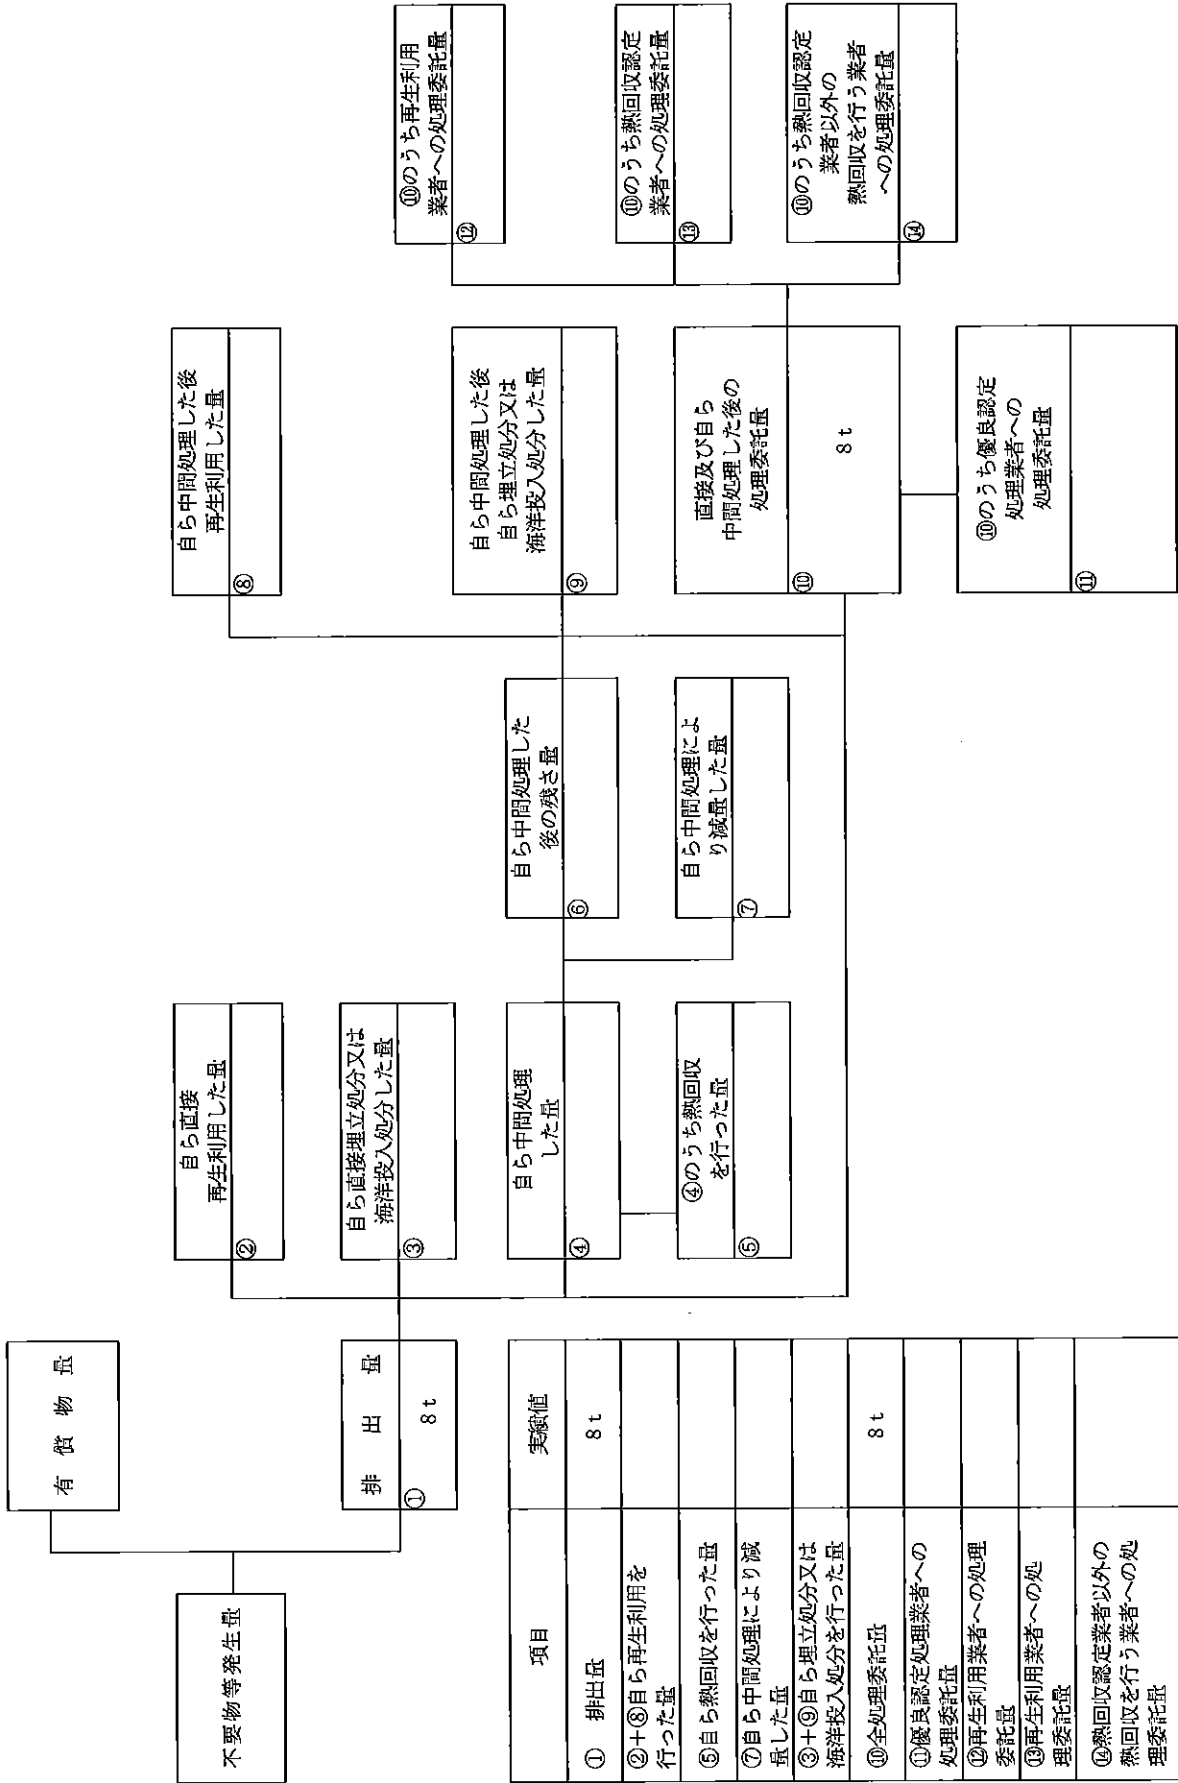 不要物等発生量
有償物量
排出量
①
8t
自ら直接
再生利用した量
②
自ら直接埋立処分又は
海洋投入処分した量
③
自ら中間処理
した量
④
④のうち熱回収
を行った量
⑤
自ら中間処理した
後の残さ量
⑥
自ら中間処理によ
り減量した量
⑦
自ら中間処理した後
再生利用した量
⑧
自ら中間処理した後
自ら埋立処分又は
海洋投入処分した量
⑨
直接及び自ら
中間処理した後の
処理委託量
⑩
8t
⑩のうち優良認定
処理業者への
処理委託量
⑪
⑩のうち再生利用
業者への処理委託量
⑫
⑩のうち熱回収認定
業者への処理委託量
⑬
⑩のうち熱回収認定
業者以外の
熱回収を行う業者
への処理委託量
⑭
項目 実績値
① 排出量 8t
②+⑧自ら再生利用を
行った量
⑤自ら熱回収を行った量
⑦自ら中間処理により減
量した量
③+⑨自ら埋立処分又は
海洋投入処分を行った量
⑩全処理委託量 8t
⑪優良認定処理業者への
処理委託量
⑫再生利用業者への処理
委託量
⑬再生利用業者への処
理委託量
⑭熱回収認定業者以外の
熱回収を行う業者への処
理委託量